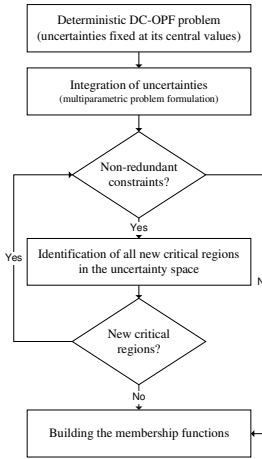 Deterministic DC-OPF problem
(uncertainties fixed at its central values)
Integration of uncertainties
(multiparametric problem formulation)
Non-redundant
constraints?
Yes
Identification of all new critical regions
in the uncertainty space
Yes
New critical
regions?
No
Building the membership functions